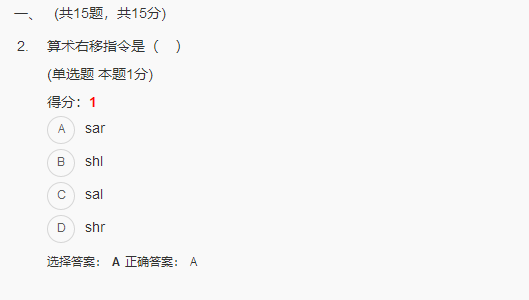 一、 (共15题，共15分)
2. 算术右移指令是（ ）
(单选题 本题1分)
得分：1
A sar
B shl
C sal
D shr
选择答案： A 正确答案： A